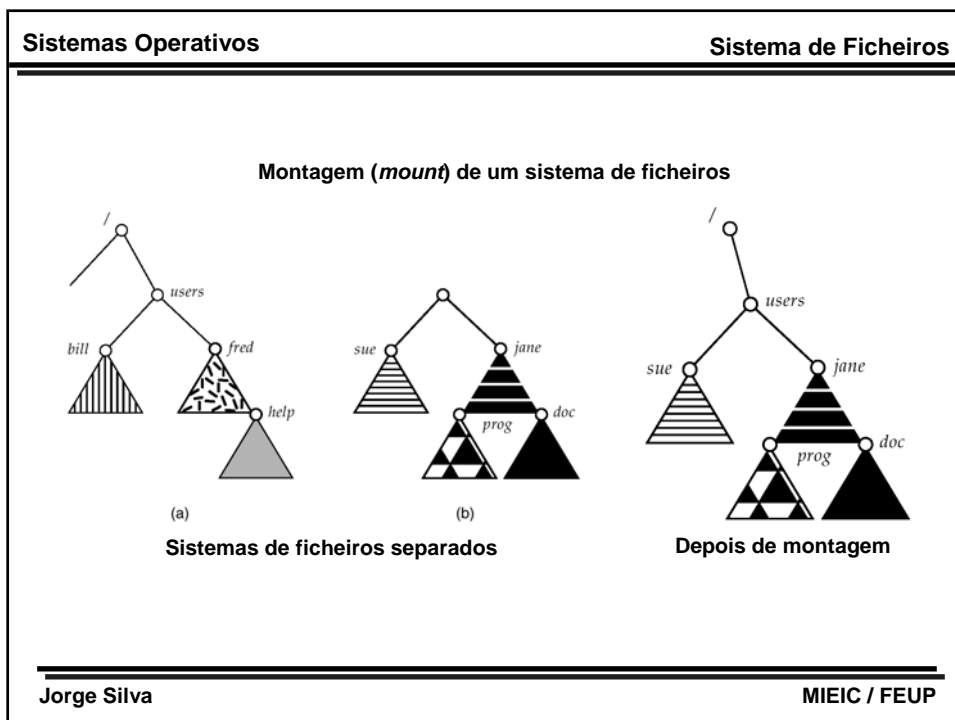 Sistemas Operativos
Sistema de Ficheiros
Montagem (mount) de um sistema de ficheiros
/
users
bill
fred
help
(a)
sue
jane
prog
doc
(b)
Sistemas de ficheiros separados
/
users
sue
jane
prog
doc
Depois de montagem
Jorge Silva
MIEIC / FEUP